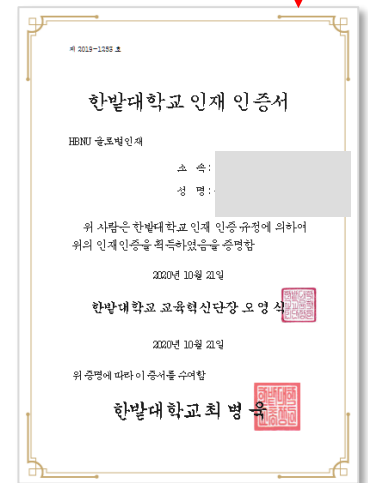 제 2019-1253 호
한밭대학교 인재 인증서
HBNU 글로벌인재
소 속 :
성 명 :
위 사람은 한밭대학교 인재 인증 규정에 의하여
위의 인재인증을 획득하였음을 증명함
2020년 10월 21일
한밭대학교 교육혁신단장 오 영 식
2020년 10월 21일
위 증명에 따라 이 증서를 수여함
한밭대학교 최 병 욱